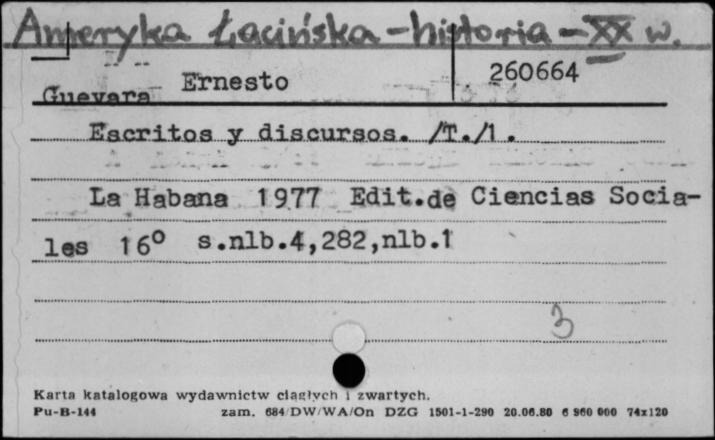 Ameryka Łacińska - historia - XX w.
Guevara Ernesto 260664
Escritos y discursos. /T./1.
La Habana 1977 Edit.de Ciencias Socia-
les 16° s.nlb.4,282,nlb.1
3
Karta katalogowa wydawnictw ciągłych i zwartych.
Pu-B-144 zam. 684/DW/WA/On DZG 1501-1-290 20.06.80 6 960 000 74x120